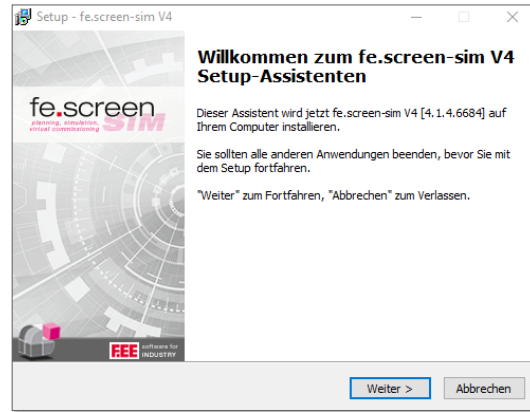 Setup - fe.screen-sim V4
Willkommen zum fe.screen-sim V4
Setup-Assistenten
fe.screen
planning, simulation,
virtual commissioning SIM
Dieser Assistent wird jetzt fe.screen-sim V4 [4.1.4.6684] auf
Ihrem Computer installieren.
Sie sollten alle anderen Anwendungen beenden, bevor Sie mit
dem Setup fortfahren.
"Weiter" zum Fortfahren, "Abbrechen" zum Verlassen.
F.EE software for
INDUSTRY
Weiter >
Abbrechen